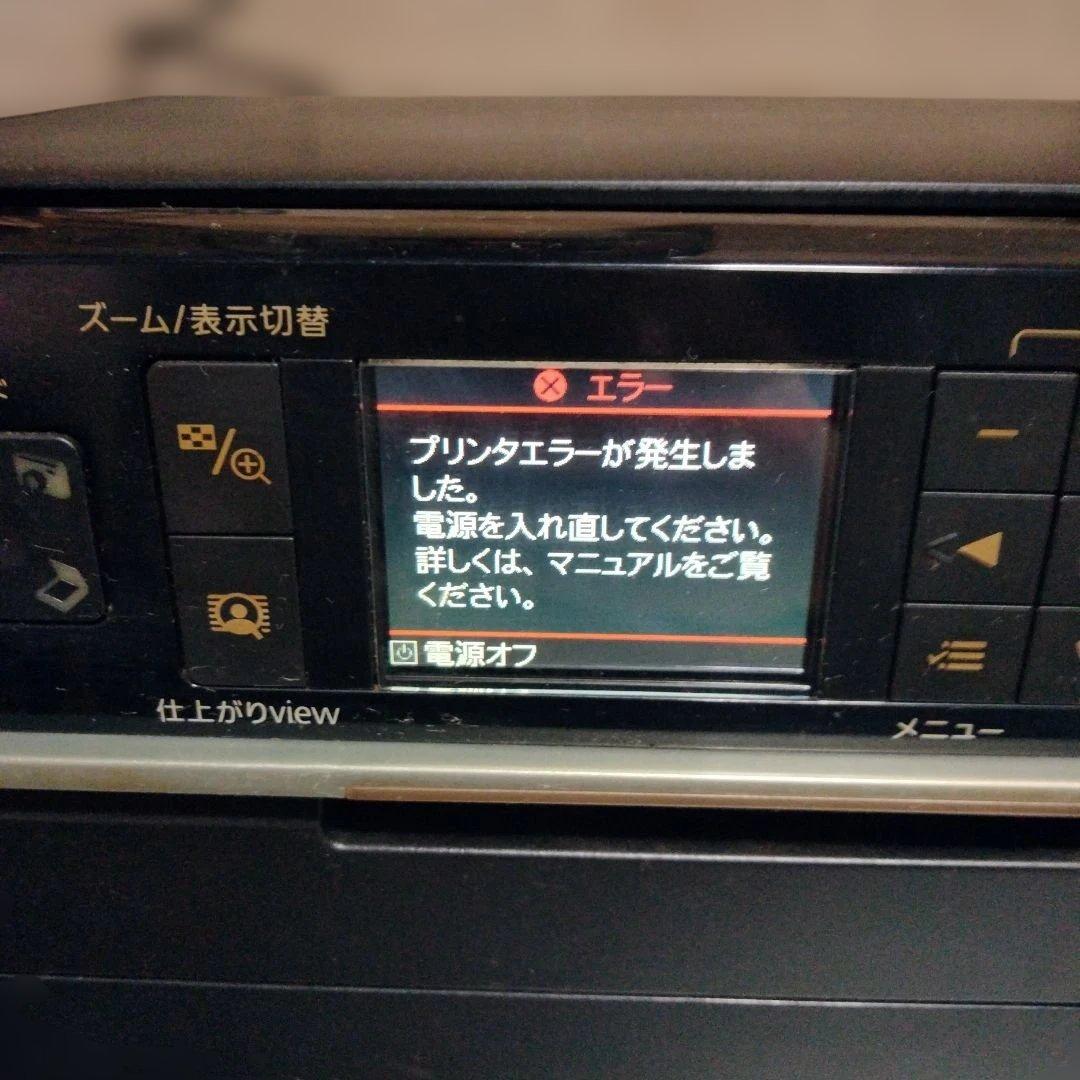 ズーム/表示切替
ド
エラー
プリンタエラーが発生しま
した。
電源を入れ直してください。
詳しくは、マニュアルをご覧
ください。
電源オフ
仕上がりview
メニュー